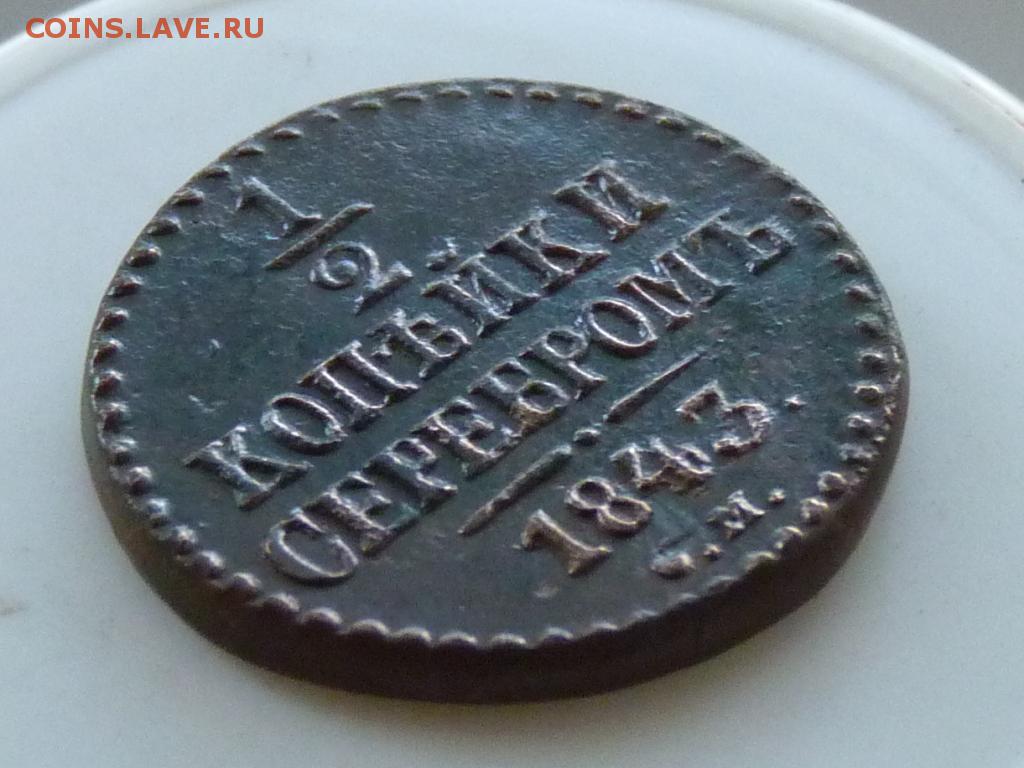 COINS.LAVE.RU
1/2
КОПѢЙКИ
СЕРЕБРОМЪ
1843.
С.М.